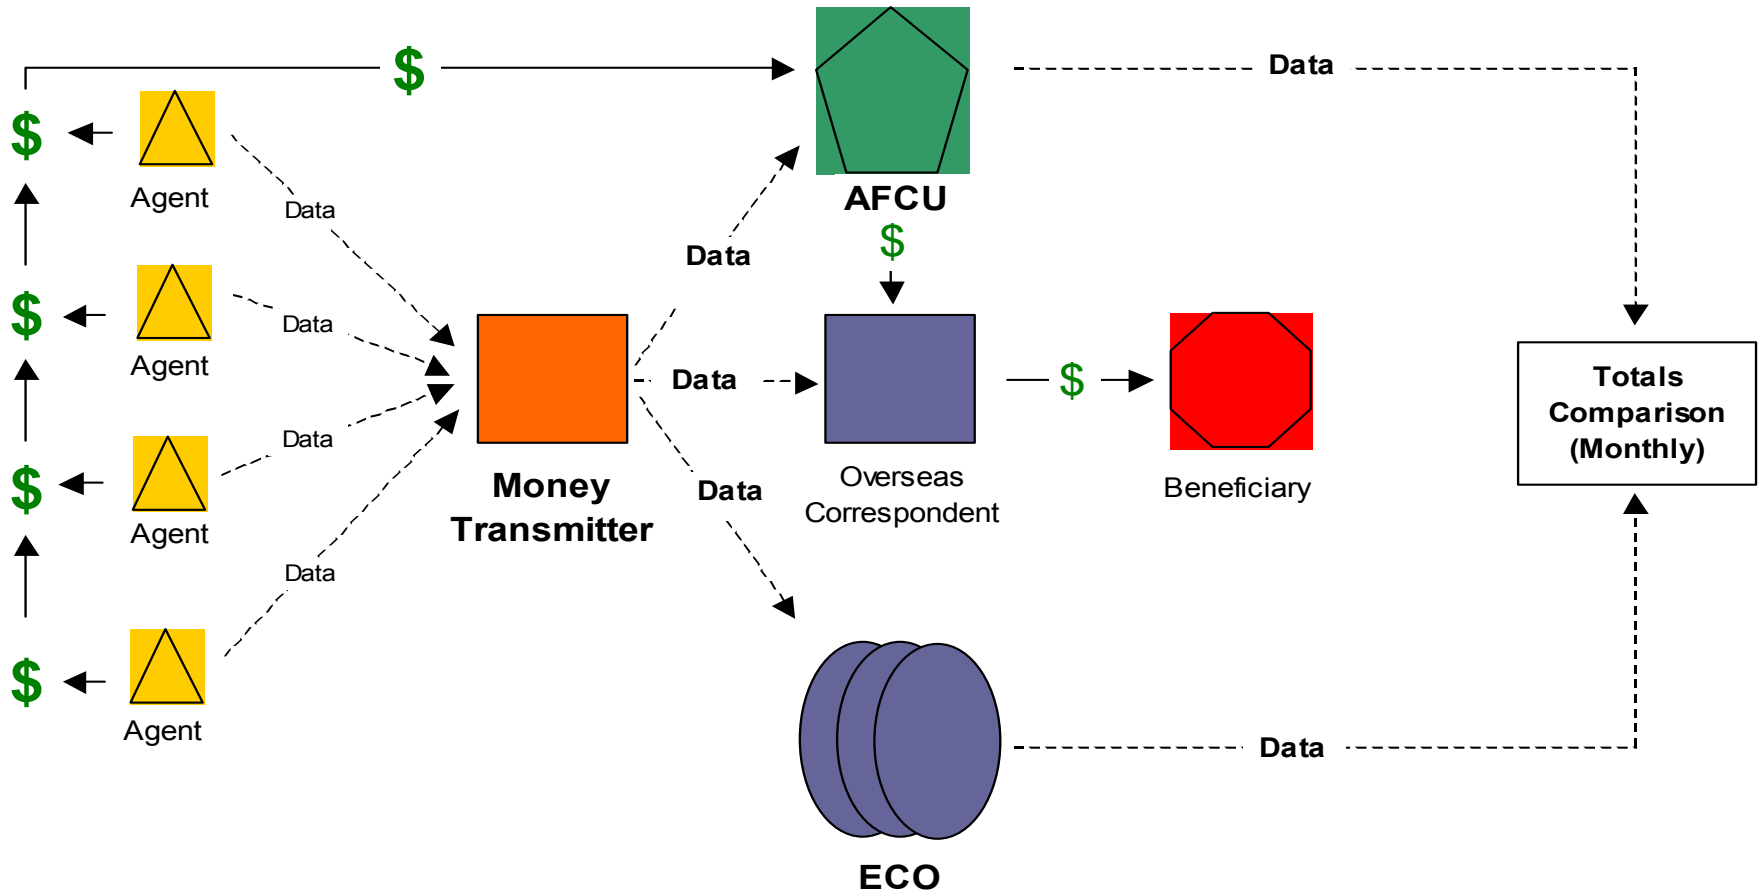 $
Data
AFCU
$
$
Agent
Data
Data
$
Agent
Data
$
Agent
Data
$
Agent
Data
Money
Transmitter
Data
Data
Data
Overseas
Correspondent
$
Beneficiary
Totals
Comparison
(Monthly)
ECO
Data